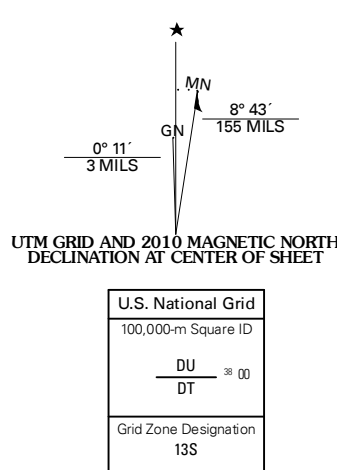 MN
8° 43´
155 MILS
GN
0° 11´
3 MILS
UTM GRID AND 2010 MAGNETIC NORTH
DECLINATION AT CENTER OF SHEET
U.S. National Grid
100,000-m Square ID
DU
38 00
DT
Grid Zone Designation
13S